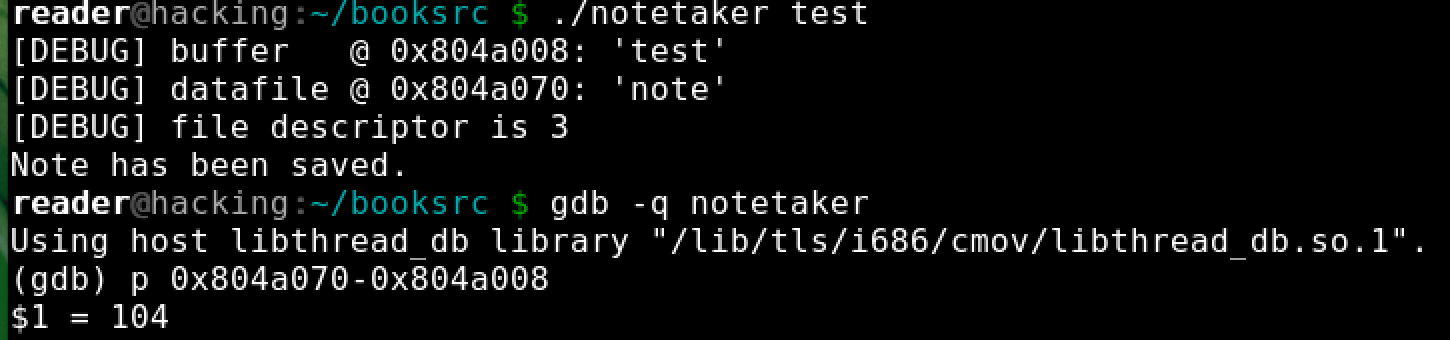 reader@hacking:~/booksrc $ ./notetaker test
[DEBUG] buffer   @ 0x804a008: 'test'
[DEBUG] datafile @ 0x804a070: 'note'
[DEBUG] file descriptor is 3
Note has been saved.
reader@hacking:~/booksrc $ gdb -q notetaker
Using host libthread_db library "/lib/tls/i686/cmov/libthread_db.so.1".
(gdb) p 0x804a070-0x804a008
$1 = 104